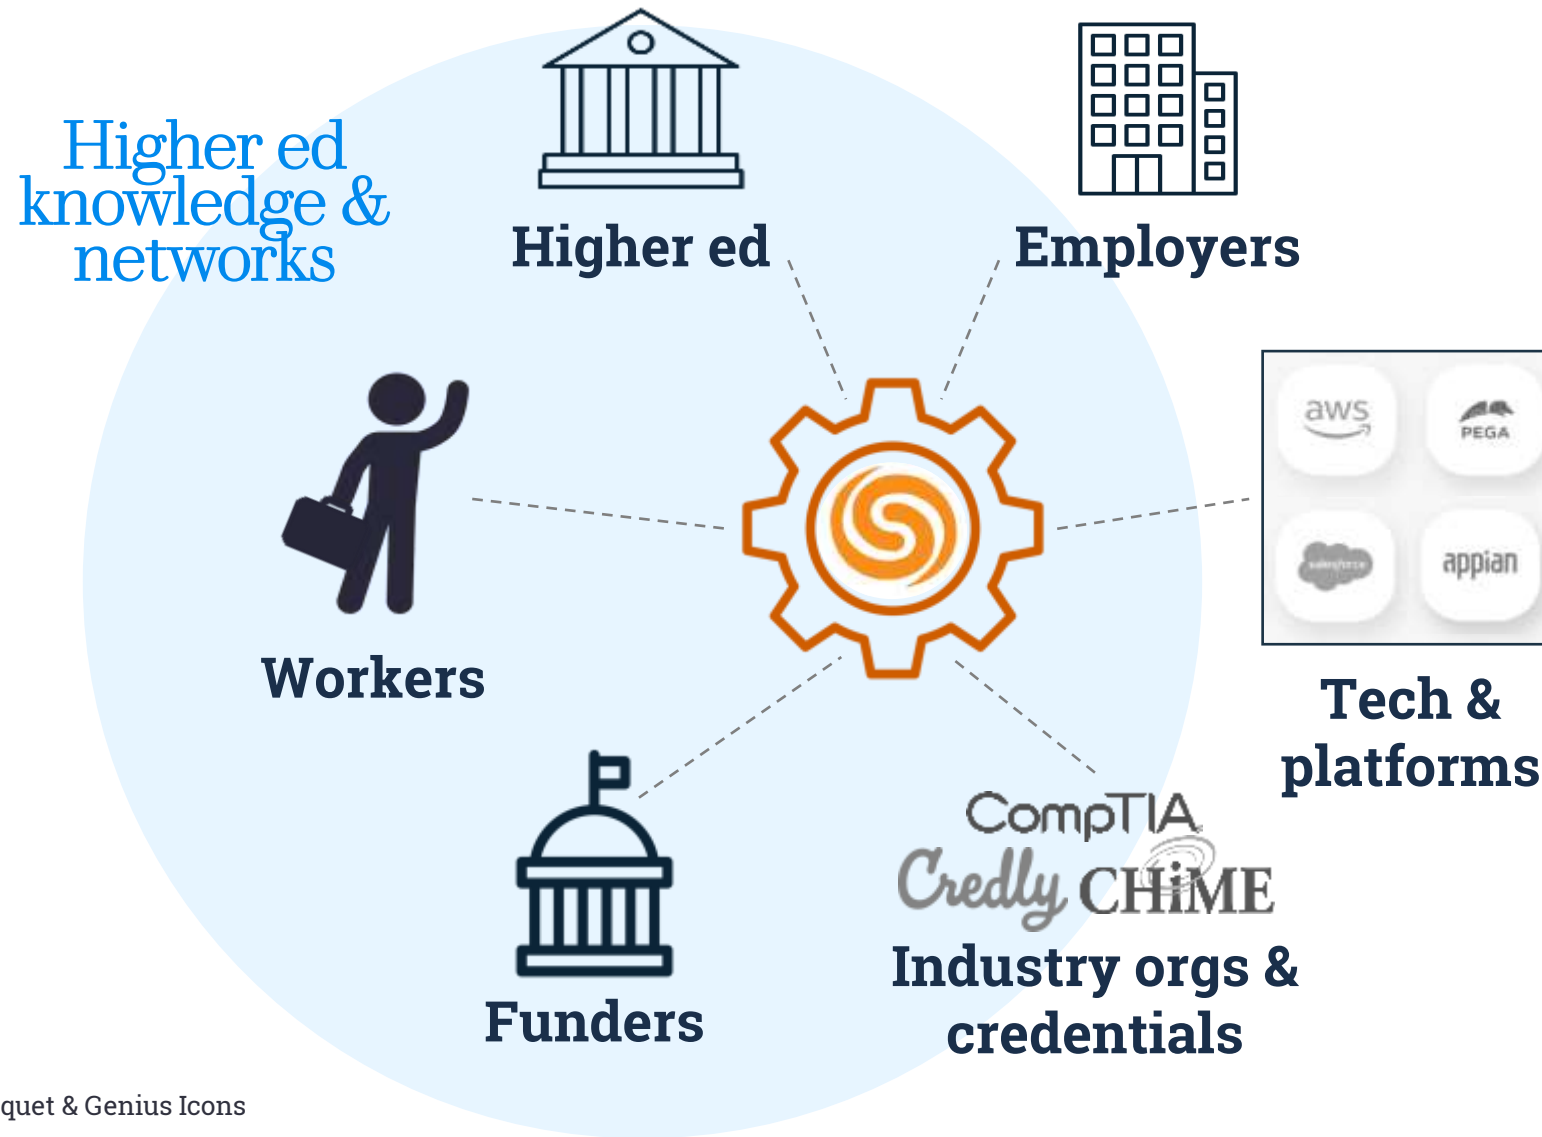 Higher ed
knowledge &
networks
Higher ed
Employers
aws
PEGA
salesforce
appian
Workers
Tech &
platforms
CompTIA
Credly
CHiME
Industry orgs &
credentials
Funders
quet & Genius Icons